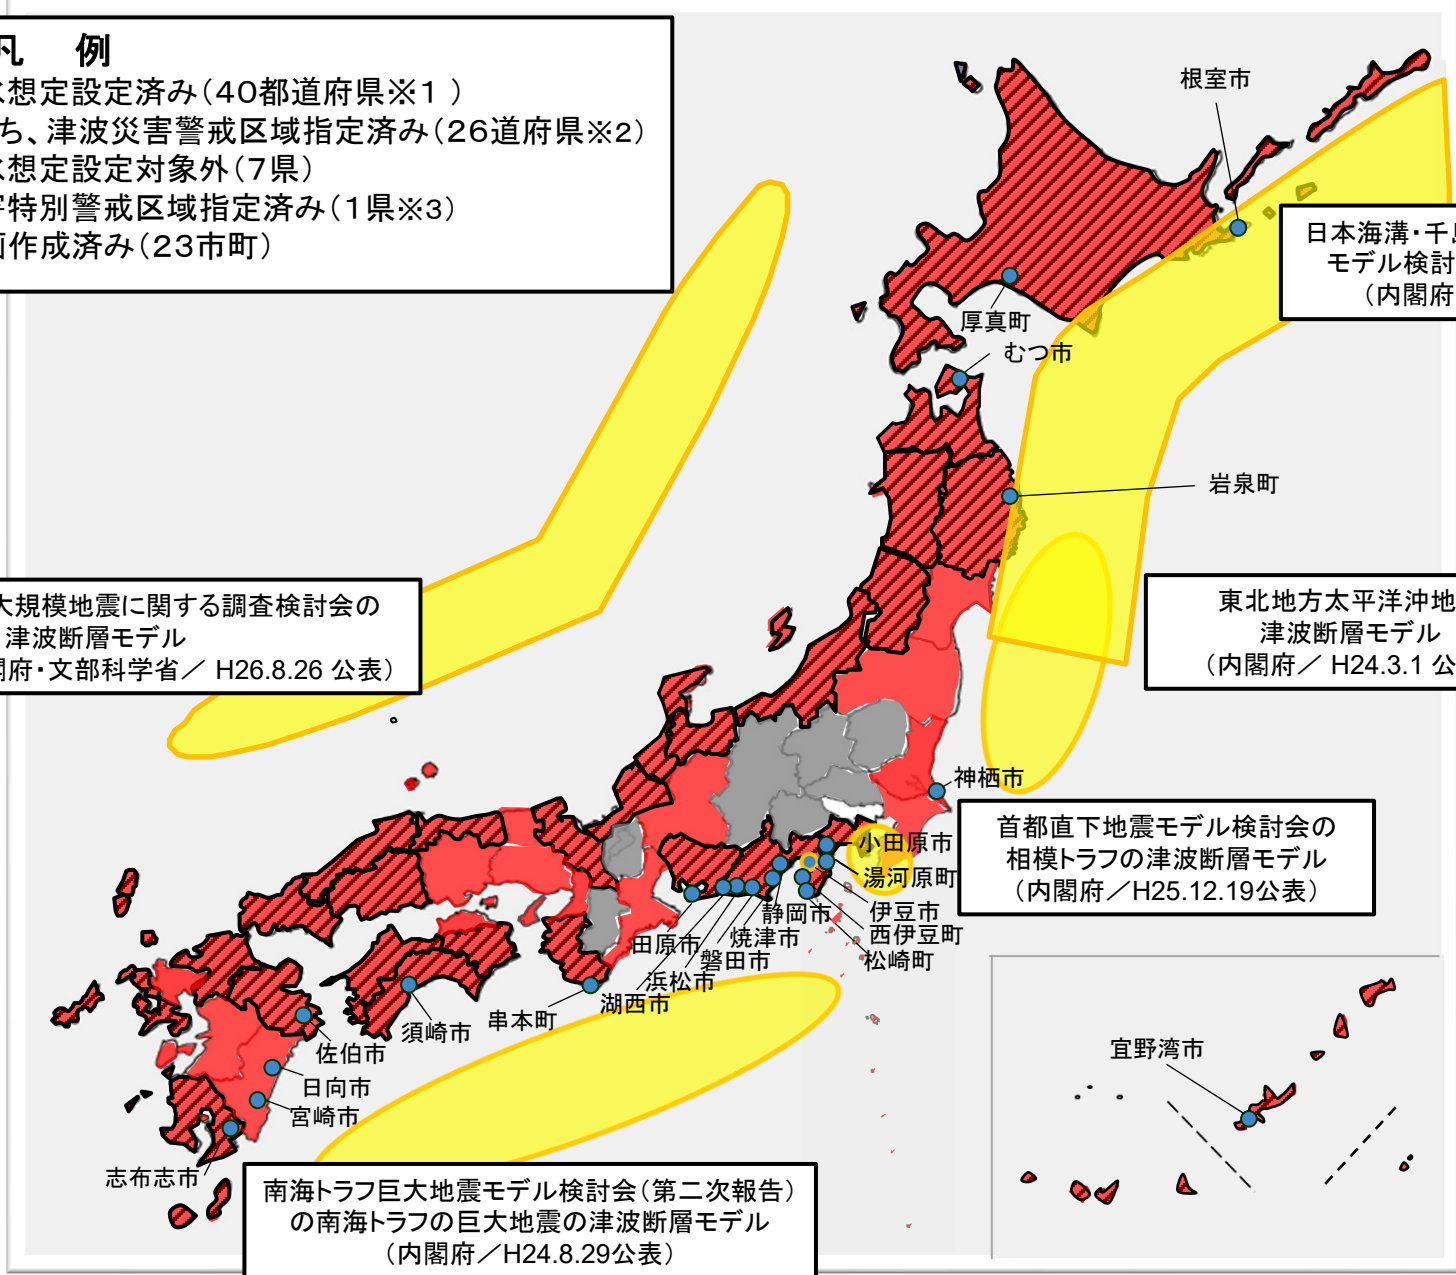 凡　例
想定設定済み（40都道府県※1 ）
ち、津波災害警戒区域指定済み（26道府県※2）
想定設定対象外（7県）
特別警戒区域指定済み（1県※3）
作成済み（23市町）
根室市
日本海溝・千島
モデル検討
（内閣府
厚真町
むつ市
岩泉町
大規模地震に関する調査検討会の
津波断層モデル
閣府・文部科学省／ H26.8.26 公表）
東北地方太平洋沖地
津波断層モデル
（内閣府／ H24.3.1 公
神栖市
首都直下地震モデル検討会の
相模トラフの津波断層モデル
（内閣府／H25.12.19公表）
小田原市
湯河原町
伊豆市
西伊豆町
松崎町
静岡市
焼津市
磐田市
田原市
浜松市
湖西市
串本町
須崎市
佐伯市
日向市
宮崎市
志布志市
宜野湾市
南海トラフ巨大地震モデル検討会（第二次報告）
の南海トラフの巨大地震の津波断層モデル
（内閣府／H24.8.29公表）